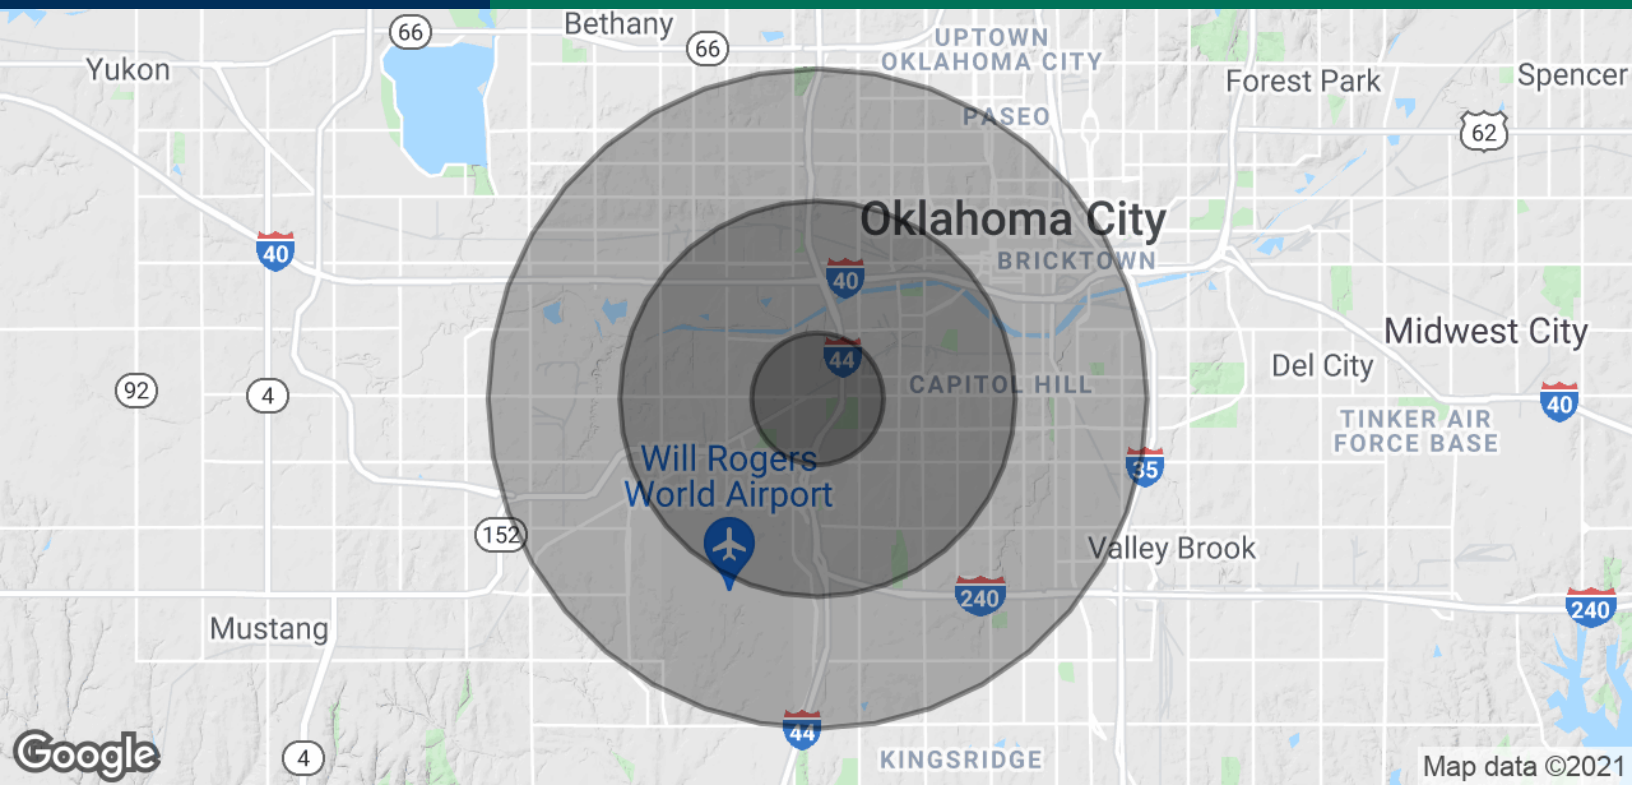 Bethany
66
66
UPTOWN
OKLAHOMA CITY
Yukon
Forest Park
Spencer
PASEO
62
Oklahoma City
40
BRICKTOWN
40
Midwest City
44
Del City
CAPITOL HILL
92
4
40
TINKER AIR
FORCE BASE
Will Rogers
World Airport
35
152
Valley Brook
240
240
Mustang
44
Google
4
KINGSRIDGE
Map data ©2021